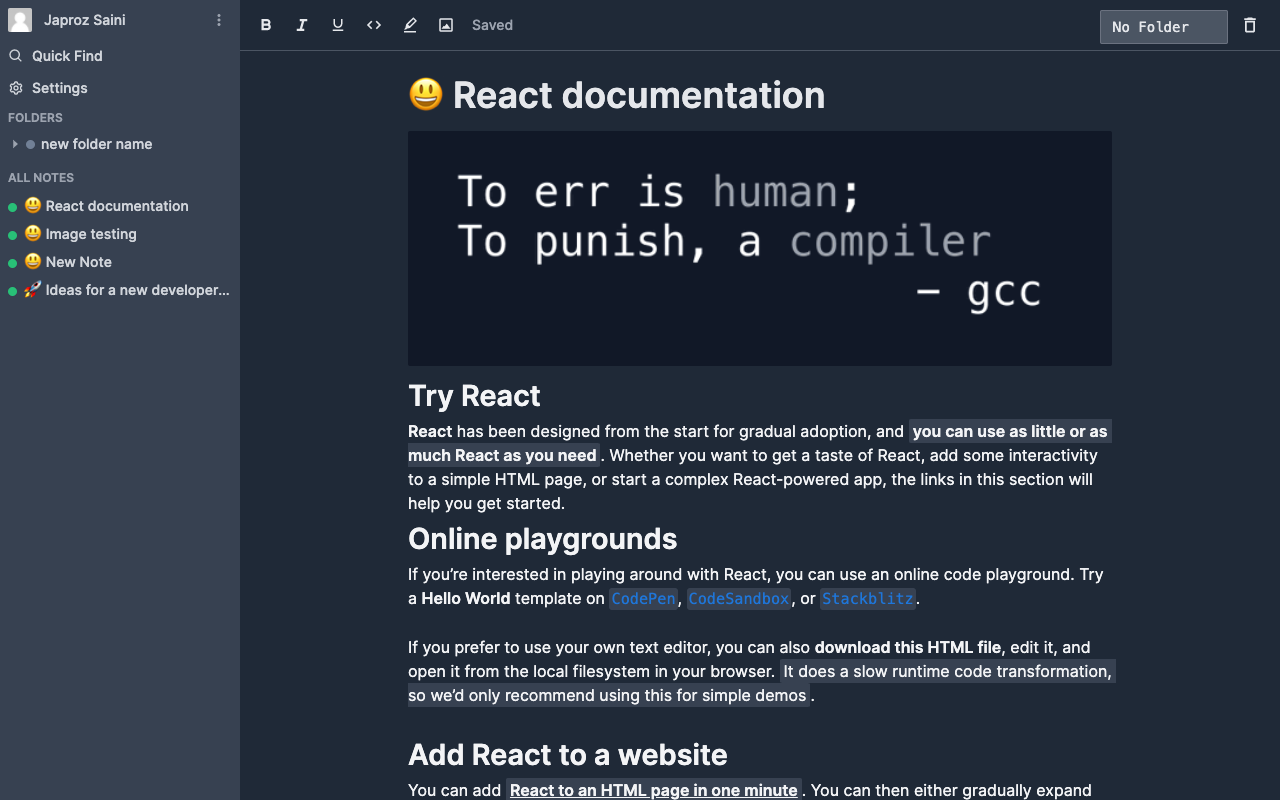 Japroz Saini
Quick Find
Settings
FOLDERS
new folder name
ALL NOTES
😃 React documentation
😃 Image testing
😃 New Note
🚀 Ideas for a new developer...
B I U <> Saved
No Folder
😃 React documentation
To err is human;
To punish, a compiler
— gcc
Try React
React has been designed from the start for gradual adoption, and you can use as little or as
much React as you need. Whether you want to get a taste of React, add some interactivity
to a simple HTML page, or start a complex React-powered app, the links in this section will
help you get started.
Online playgrounds
If you’re interested in playing around with React, you can use an online code playground. Try
a Hello World template on CodePen, CodeSandbox, or Stackblitz.
If you prefer to use your own text editor, you can also download this HTML file, edit it, and
open it from the local filesystem in your browser. It does a slow runtime code transformation,
so we’d only recommend using this for simple demos.
Add React to a website
You can add React to an HTML page in one minute. You can then either gradually expand